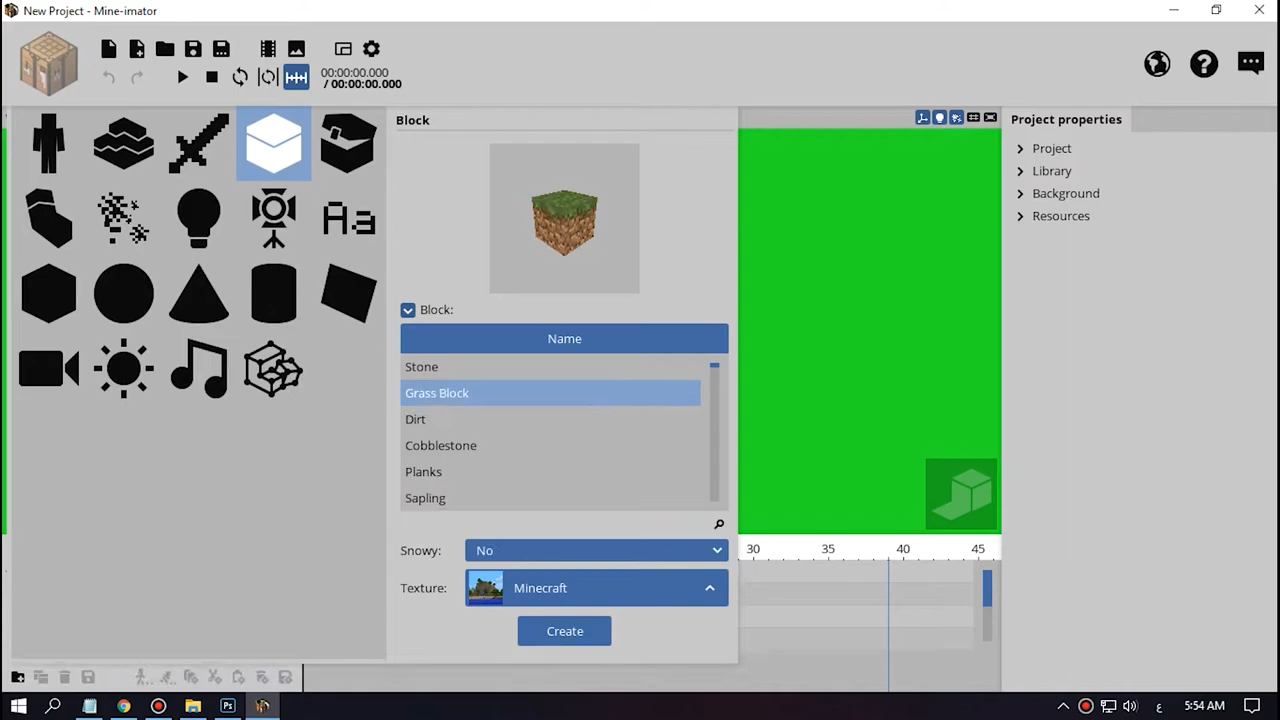 New Project - Mine-imator
00:00:00.000
/ 00:00:00.000
Block
Project properties
Project
Library
Background
Resources
Aa
Block:
Name
Stone
Grass Block
Dirt
Cobblestone
Planks
Sapling
Snowy:
No
30
35
40
45
Texture:
Minecraft
Create
Ps
ع
5:54 AM